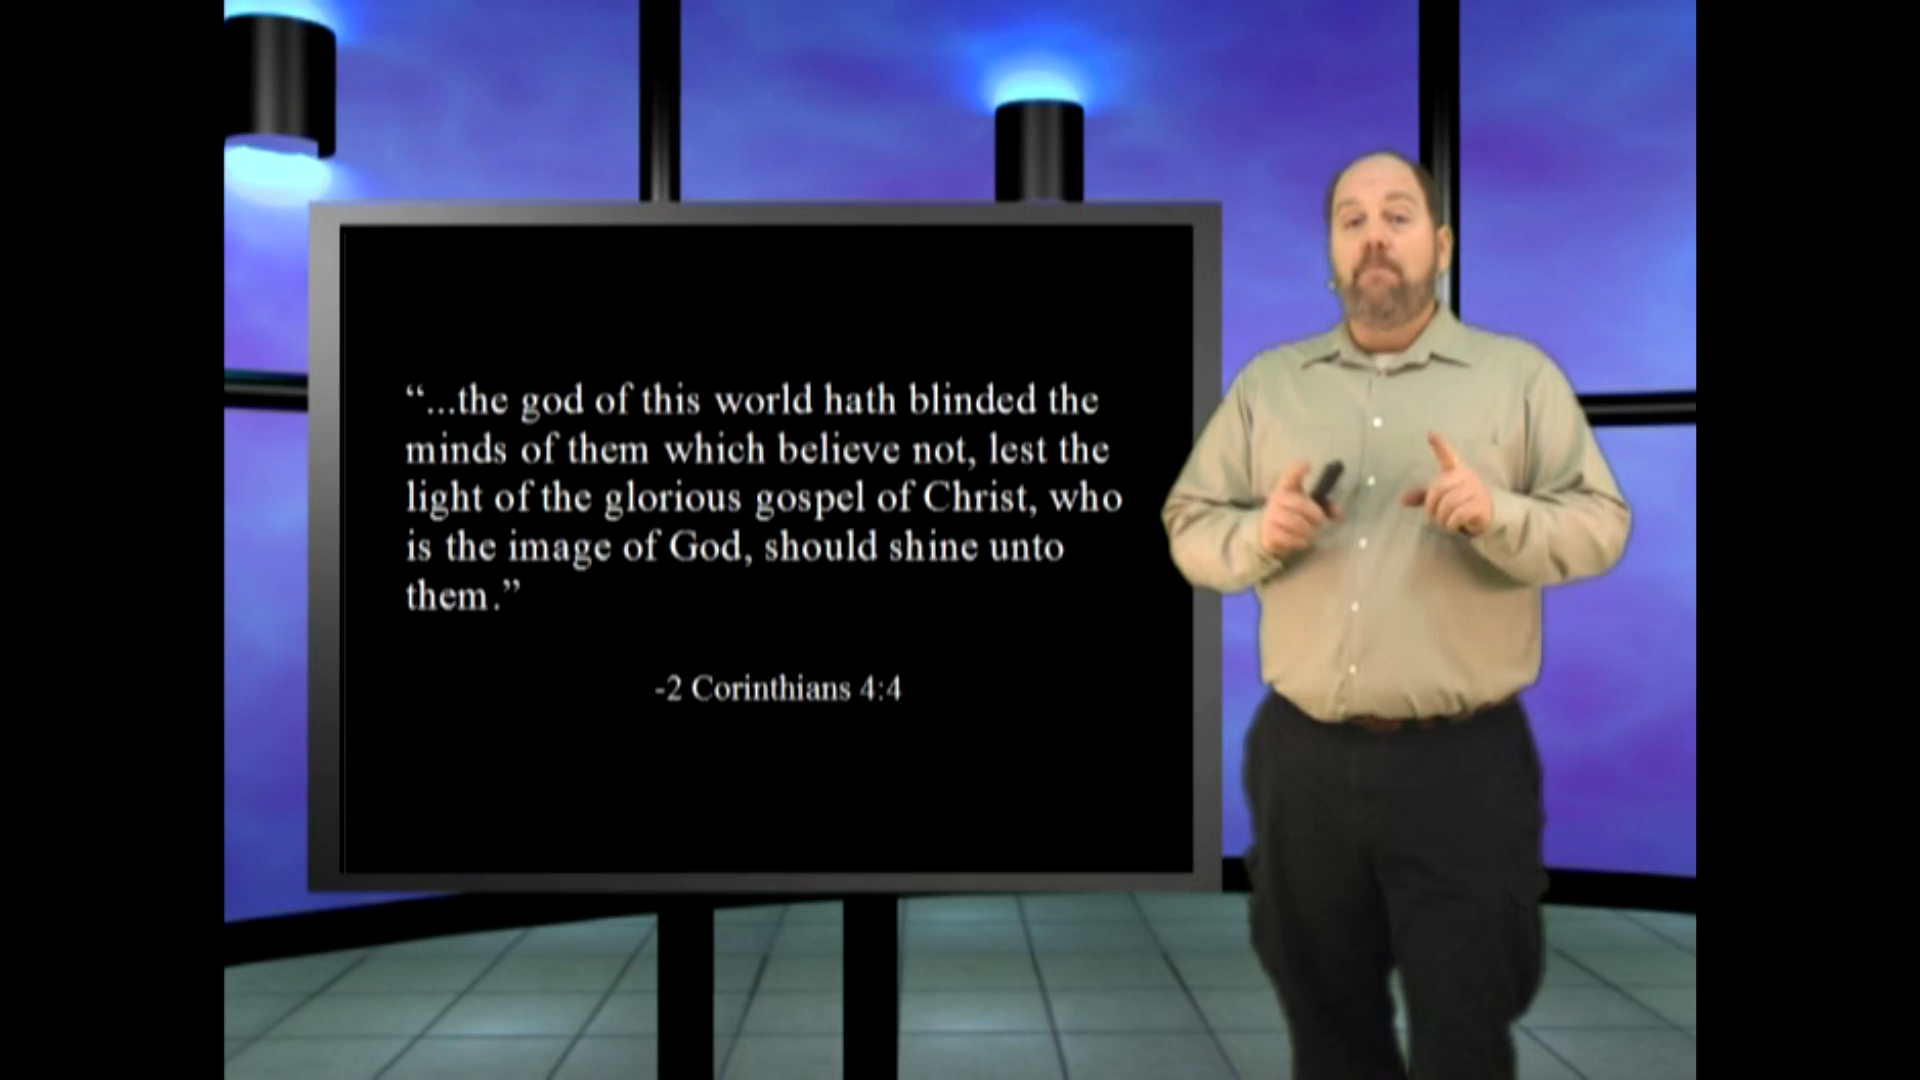 “...the god of this world hath blinded the
minds of them which believe not, lest the
light of the glorious gospel of Christ, who
is the image of God, should shine unto
them.”
-2 Corinthians 4:4